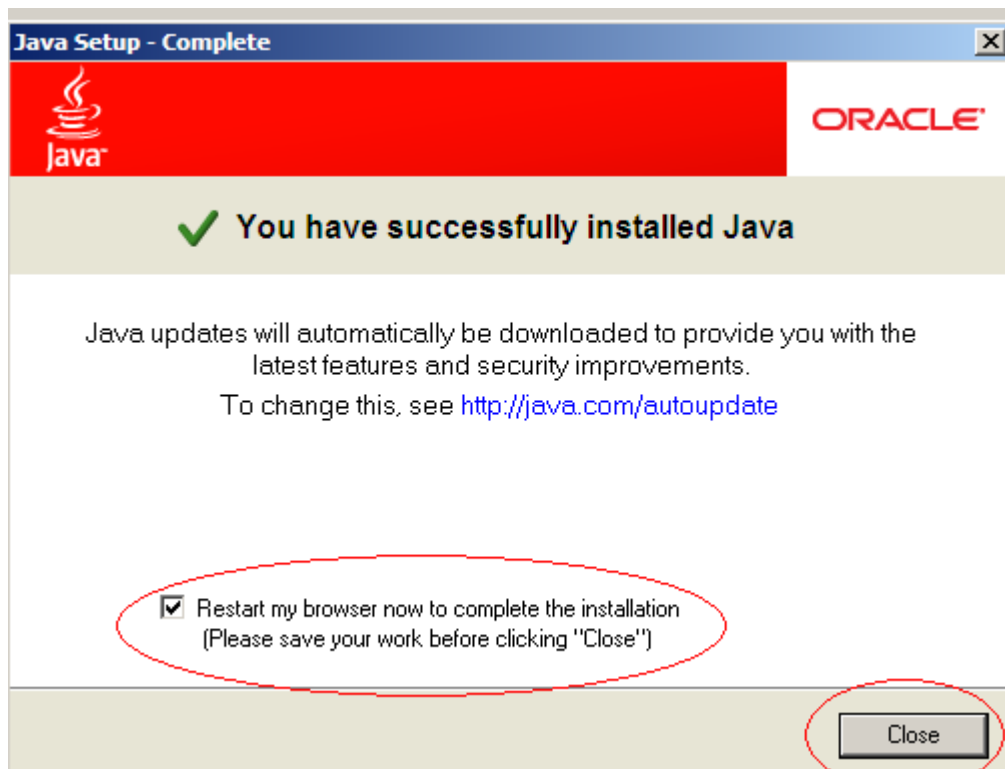 Java Setup - Complete
Java™
ORACLE®
You have successfully installed Java
Java updates will automatically be downloaded to provide you with the
latest features and security improvements.
To change this, see http://java.com/autoupdate
Restart my browser now to complete the installation
(Please save your work before clicking "Close")
Close